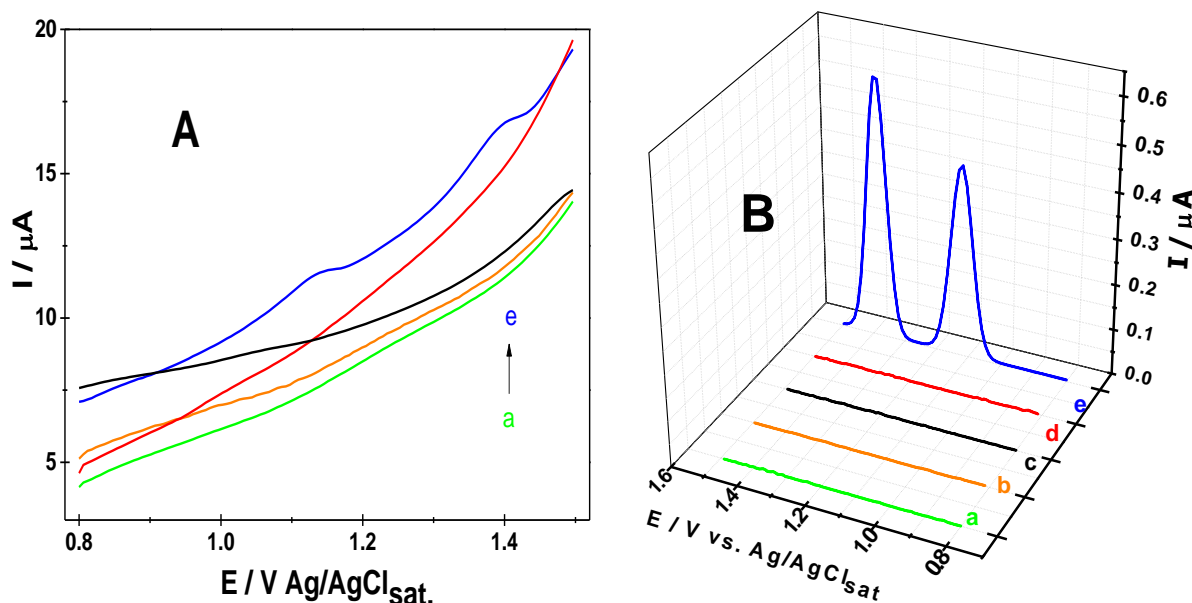 A
I / μA
20
15
10
5
0.8 1.0 1.2 1.4
E / V Ag/AgCl sat.
e
a
B
0.6
0.5
0.4
0.3
0.2
0.1
0.0
I / μA
e
d
c
b
a
1.6 1.4 1.2 1.0 0.8
E / V vs. Ag/AgCl sat